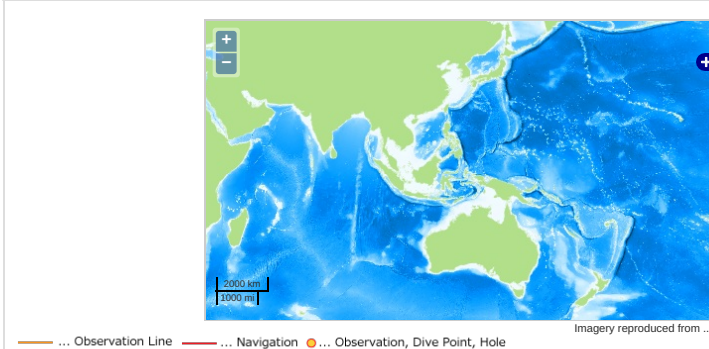 +
−
2000 km
1000 mi
+
Imagery reproduced from ..
... Observation Line ... Navigation ... Observation, Dive Point, Hole